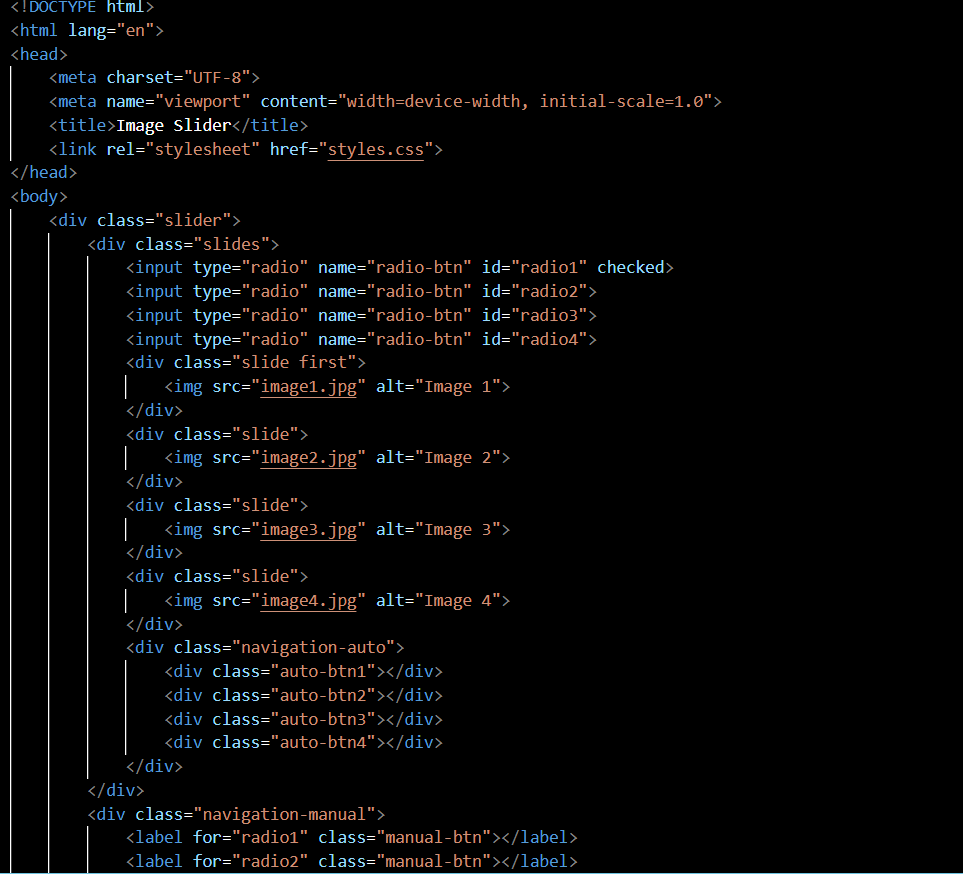 <!DOCTYPE html>
<html lang="en">
<head>
    <meta charset="UTF-8">
    <meta name="viewport" content="width=device-width, initial-scale=1.0">
    <title>Image Slider</title>
    <link rel="stylesheet" href="styles.css">
</head>
<body>
    <div class="slider">
        <div class="slides">
            <input type="radio" name="radio-btn" id="radio1" checked>
            <input type="radio" name="radio-btn" id="radio2">
            <input type="radio" name="radio-btn" id="radio3">
            <input type="radio" name="radio-btn" id="radio4">
            <div class="slide first">
                <img src="image1.jpg" alt="Image 1">
            </div>
            <div class="slide">
                <img src="image2.jpg" alt="Image 2">
            </div>
            <div class="slide">
                <img src="image3.jpg" alt="Image 3">
            </div>
            <div class="slide">
                <img src="image4.jpg" alt="Image 4">
            </div>
            <div class="navigation-auto">
                <div class="auto-btn1"></div>
                <div class="auto-btn2"></div>
                <div class="auto-btn3"></div>
                <div class="auto-btn4"></div>
            </div>
        </div>
        <div class="navigation-manual">
            <label for="radio1" class="manual-btn"></label>
            <label for="radio2" class="manual-btn"></label>